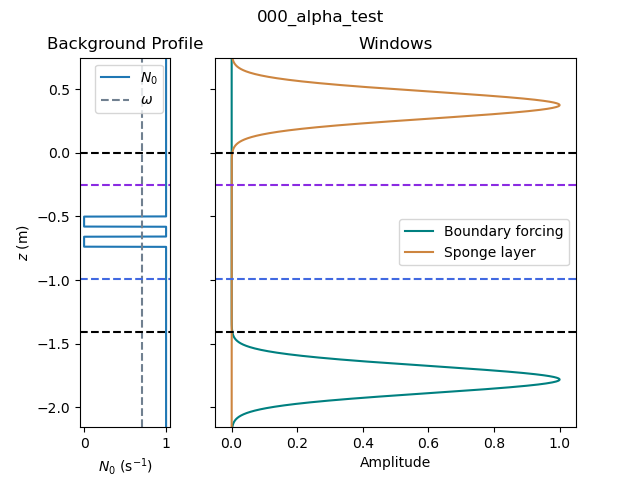 000_alpha_test
Background Profile
Windows
N₀
ω
0.5
0.0
−0.5
−1.0
−1.5
−2.0
z (m)
Boundary forcing
Sponge layer
0 1
0.0 0.2 0.4 0.6 0.8 1.0
N₀ (s⁻¹)
Amplitude